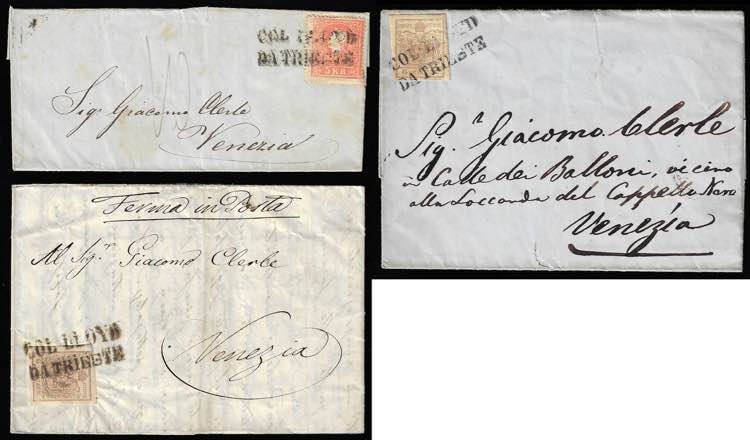 COL LLOYD
DA TRIESTE
5 KR
Sig. Giacomo Clerle
Venezia
COL LLOYD
DA TRIESTE
Sig.r Giacomo Clerle
in Calle dei Balloni, vicino
alla Loccanda del Cappello Nero
Venezia
Ferma in Posta
Al Sig.r Giacomo Clerle
COL LLOYD
DA TRIESTE
Venezia